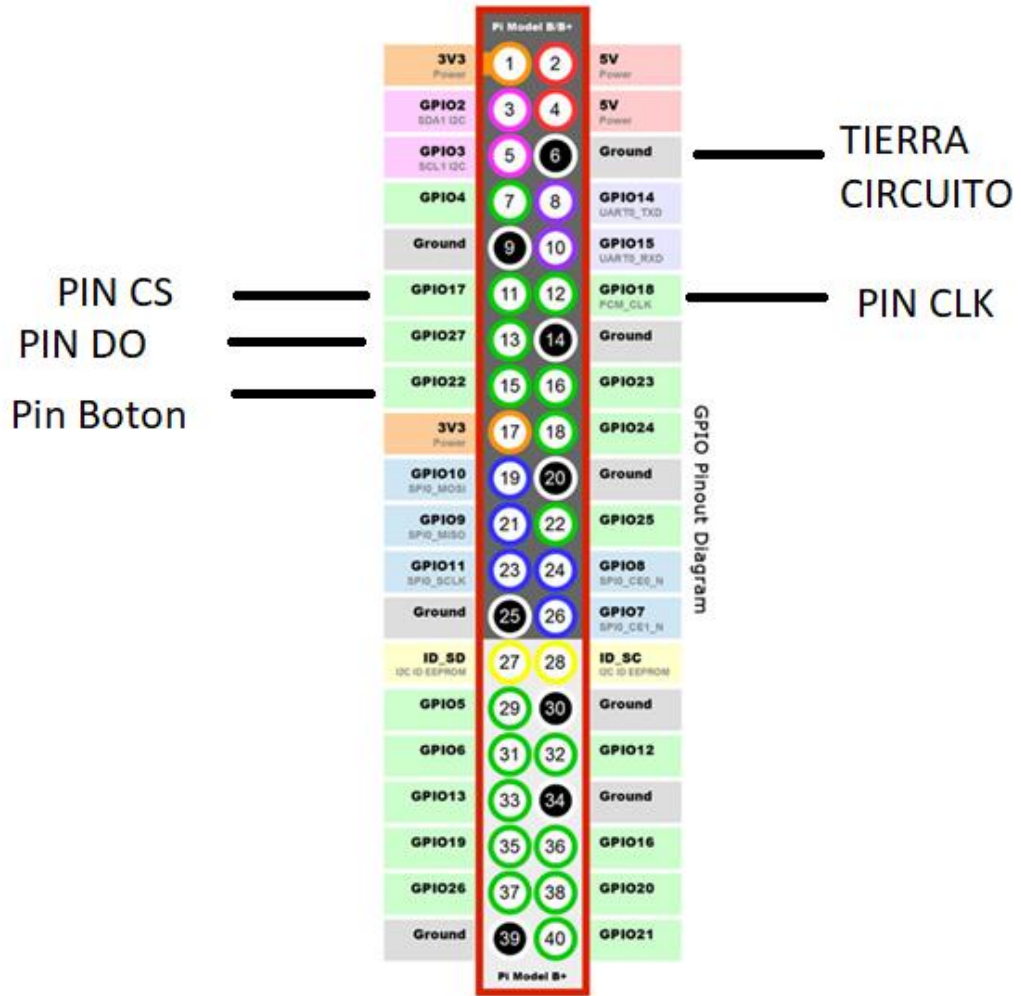 Pi Model B/B+
3V3
Power
1
2
5V
Power
GPIO2
SDA1 I2C
3
4
5V
Power
GPIO3
SCL1 I2C
5
6
Ground
TIERRA
CIRCUITO
GPIO4
7
8
GPIO14
UART0_TXD
Ground
9
10
GPIO15
UART0_RXD
PIN CS
GPIO17
11
12
GPIO18
PCM_CLK
PIN CLK
PIN DO
GPIO27
13
14
Ground
Pin Boton
GPIO22
15
16
GPIO23
3V3
Power
17
18
GPIO24
GPIO10
SPI0_MOSI
19
20
Ground
GPIO9
SPI0_MISO
21
22
GPIO25
GPIO11
SPI0_SCLK
23
24
GPIO8
SPI0_CE0_N
Ground
25
26
GPIO7
SPI0_CE1_N
GPIO Pinout Diagram
ID_SD
I2C ID EEPROM
27
28
ID_SC
I2C ID EEPROM
GPIO5
29
30
Ground
GPIO6
31
32
GPIO12
GPIO13
33
34
Ground
GPIO19
35
36
GPIO16
GPIO26
37
38
GPIO20
Ground
39
40
GPIO21
Pi Model B+